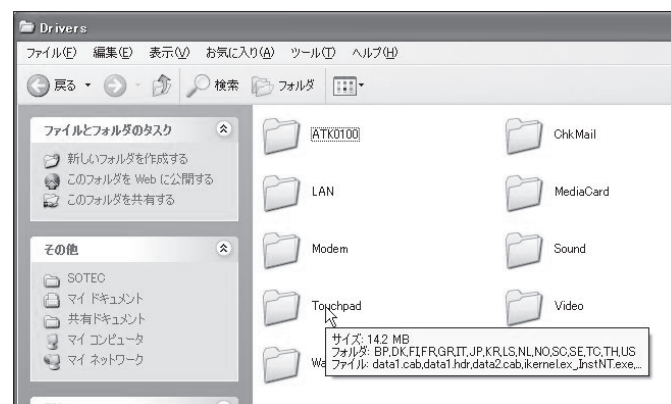 Drivers
ファイル(F) 編集(E) 表示(V) お気に入り(A) ツール(T) ヘルプ(H)
戻る 検索 フォルダ
ファイルとフォルダのタスク
新しいフォルダを作成する
このフォルダを Web に公開する
このフォルダを共有する
その他
SOTEC
マイ ドキュメント
共有ドキュメント
マイ コンピュータ
マイ ネットワーク
ATK0100 ChkMail
LAN MediaCard
Modem Sound
Touchpad Video
サイズ: 14.2 MB
フォルダ: BP,DK,FI,FR,GR,IT,JP,KR,LS,NL,NO,SC,SE,TC,TH,US
ファイル: data1.cab,data1.hdr,data2.cab,ikernel.ex_,InstNT.exe,...